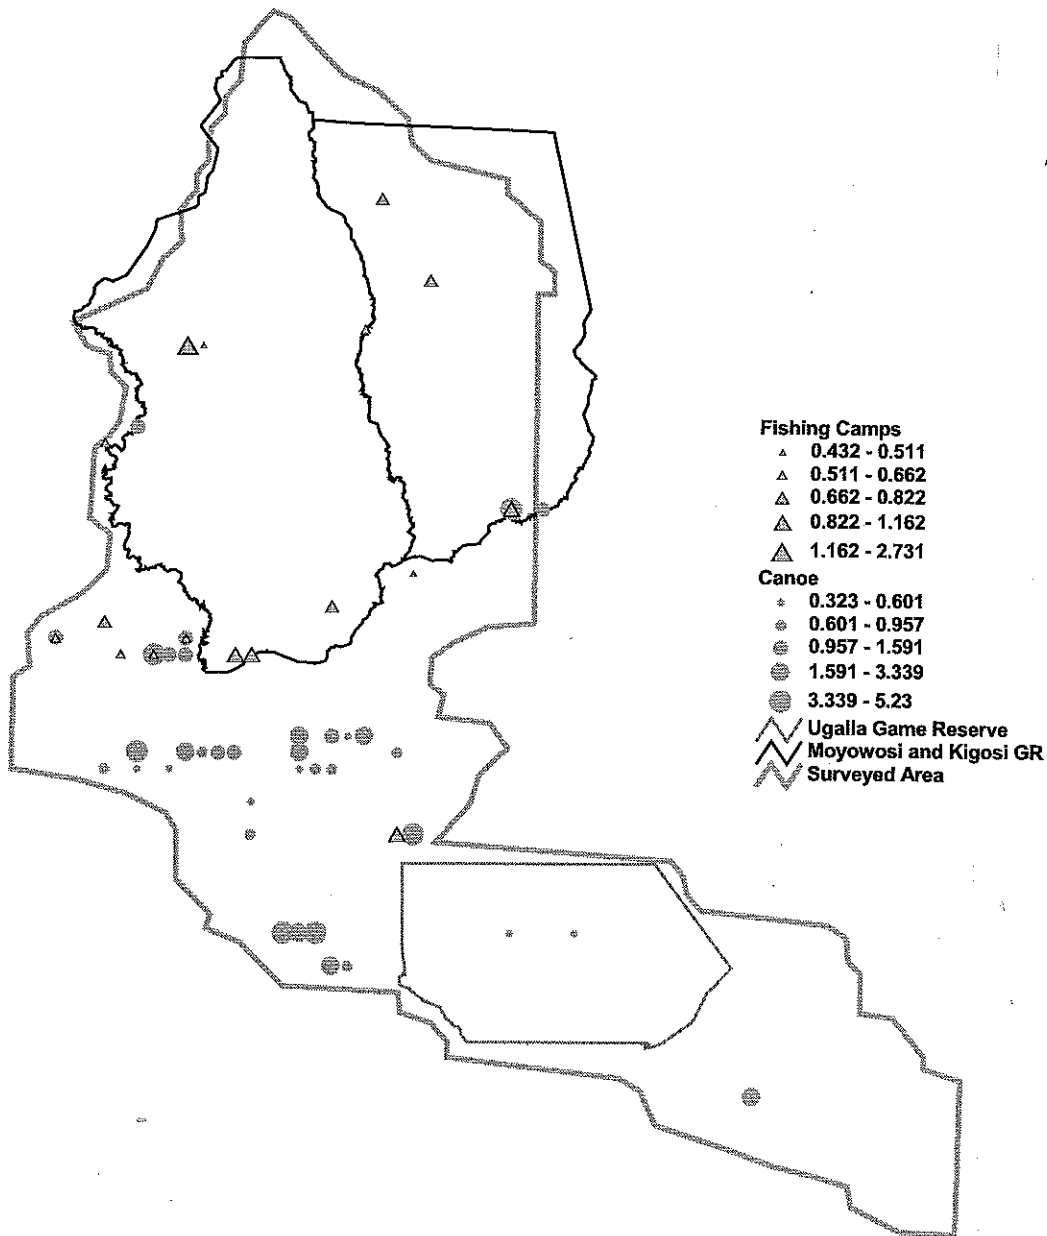 Fishing Camps
0.432 - 0.511
0.511 - 0.662
0.662 - 0.822
0.822 - 1.162
1.162 - 2.731
Canoe
0.323 - 0.601
0.601 - 0.957
0.957 - 1.591
1.591 - 3.339
3.339 - 5.23
Ugalla Game Reserve
Moyowosi and Kigosi GR
Surveyed Area